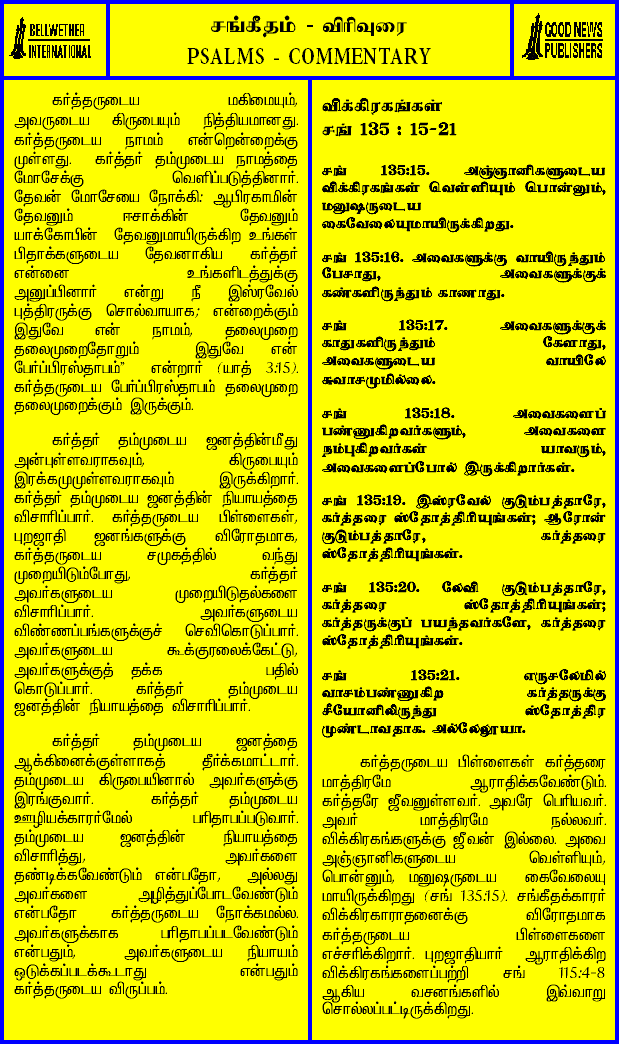 BELLWETHER
INTERNATIONAL
சங்கீதம் - விரிவுரை
PSALMS - COMMENTARY
GOOD NEWS
PUBLISHERS
கர்த்தருடைய மகிமையும்,
அவருடைய கிருபையும் நித்தியமானது.
கர்த்தருடைய நாமம் என்றென்றைக்கு
முள்ளது. கர்த்தர் தம்முடைய நாமத்தை
மோசேக்கு வெளிப்படுத்தினார்.
தேவன் மோசேயை நோக்கி: ஆபிரகாமின்
தேவனும் ஈசாக்கின் தேவனும்
யாக்கோபின் தேவனுமாயிருக்கிற உங்கள்
பிதாக்களுடைய தேவனாகிய கர்த்தர்
என்னை உங்களிடத்துக்கு
அனுப்பினார் என்று நீ இஸ்ரவேல்
புத்திரருக்கு சொல்வாயாக; என்றைக்கும்
இதுவே என் நாமம், தலைமுறை
தலைமுறைதோறும் இதுவே என்
பேர்ப்பிரஸ்தாபம்" என்றார் (யாத் 3:15).
கர்த்தருடைய பேர்ப்பிரஸ்தாபம் தலைமுறை
தலைமுறைக்கும் இருக்கும்.
கர்த்தர் தம்முடைய ஜனத்தின்மீது
அன்புள்ளவராகவும், கிருபையும்
இரக்கமுமுள்ளவராகவும் இருக்கிறார்.
கர்த்தர் தம்முடைய ஜனத்தின் நியாயத்தை
விசாரிப்பார். கர்த்தருடைய பிள்ளைகள்,
புறஜாதி ஜனங்களுக்கு விரோதமாக,
கர்த்தருடைய சமுகத்தில் வந்து
முறையிடும்போது, கர்த்தர்
அவர்களுடைய முறையிடுதல்களை
விசாரிப்பார். அவர்களுடைய
விண்ணப்பங்களுக்குச் செவிகொடுப்பார்.
அவர்களுடைய கூக்குரலைக்கேட்டு,
அவர்களுக்குத் தக்க பதில்
கொடுப்பார். கர்த்தர் தம்முடைய
ஜனத்தின் நியாயத்தை விசாரிப்பார்.
கர்த்தர் தம்முடைய ஜனத்தை
ஆக்கினைக்குள்ளாகத் தீர்க்கமாட்டார்.
தம்முடைய கிருபையினால் அவர்களுக்கு
இரங்குவார். கர்த்தர் தம்முடைய
ஊழியக்காரர்மேல் பரிதாபப்படுவார்.
தம்முடைய ஜனத்தின் நியாயத்தை
விசாரித்து, அவர்களை
தண்டிக்கவேண்டும் என்பதோ, அல்லது
அவர்களை அழித்துப்போடவேண்டும்
என்பதோ கர்த்தருடைய நோக்கமல்ல.
அவர்களுக்காக பரிதாபப்படவேண்டும்
என்பதும், அவர்களுடைய நியாயம்
ஒடுக்கப்படக்கூடாது என்பதும்
கர்த்தருடைய விருப்பம்.
விக்கிரகங்கள்
சங் 135 : 15-21
சங் 135:15. அஞ்ஞானிகளுடைய
விக்கிரகங்கள் வெள்ளியும் பொன்னும்,
மனுஷருடைய
கைவேலையுமாயிருக்கிறது.
சங் 135:16. அவைகளுக்கு வாயிருந்தும்
பேசாது, அவைகளுக்குக்
கண்களிருந்தும் காணாது.
சங் 135:17. அவைகளுக்குக்
காதுகளிருந்தும் கேளாது,
அவைகளுடைய வாயிலே
சுவாசமுமில்லை.
சங் 135:18. அவைகளைப்
பண்ணுகிறவர்களும், அவைகளை
நம்புகிறவர்கள் யாவரும்,
அவைகளைப்போல் இருக்கிறார்கள்.
சங் 135:19. இஸ்ரவேல் குடும்பத்தாரே,
கர்த்தரை ஸ்தோத்திரியுங்கள்; ஆரோன்
குடும்பத்தாரே, கர்த்தரை
ஸ்தோத்திரியுங்கள்.
சங் 135:20. லேவி குடும்பத்தாரே,
கர்த்தரை ஸ்தோத்திரியுங்கள்;
கர்த்தருக்குப் பயந்தவர்களே, கர்த்தரை
ஸ்தோத்திரியுங்கள்.
சங் 135:21. எருசலேமில்
வாசம்பண்ணுகிற கர்த்தருக்கு
சீயோனிலிருந்து ஸ்தோத்திர
முண்டாவதாக. அல்லேலூயா.
கர்த்தருடைய பிள்ளைகள் கர்த்தரை
மாத்திரமே ஆராதிக்கவேண்டும்.
கர்த்தரே ஜீவனுள்ளவர். அவரே பெரியவர்.
அவர் மாத்திரமே நல்லவர்.
விக்கிரகங்களுக்கு ஜீவன் இல்லை. அவை
அஞ்ஞானிகளுடைய வெள்ளியும்,
பொன்னும், மனுஷருடைய கைவேலையு
மாயிருக்கிறது (சங் 135:15). சங்கீதக்காரர்
விக்கிரகாராதனைக்கு விரோதமாக
கர்த்தருடைய பிள்ளைகளை
எச்சரிக்கிறார். புறஜாதியார் ஆராதிக்கிற
விக்கிரகங்களைப்பற்றி சங் 115:4-8
ஆகிய வசனங்களில் இவ்வாறு
சொல்லப்பட்டிருக்கிறது.